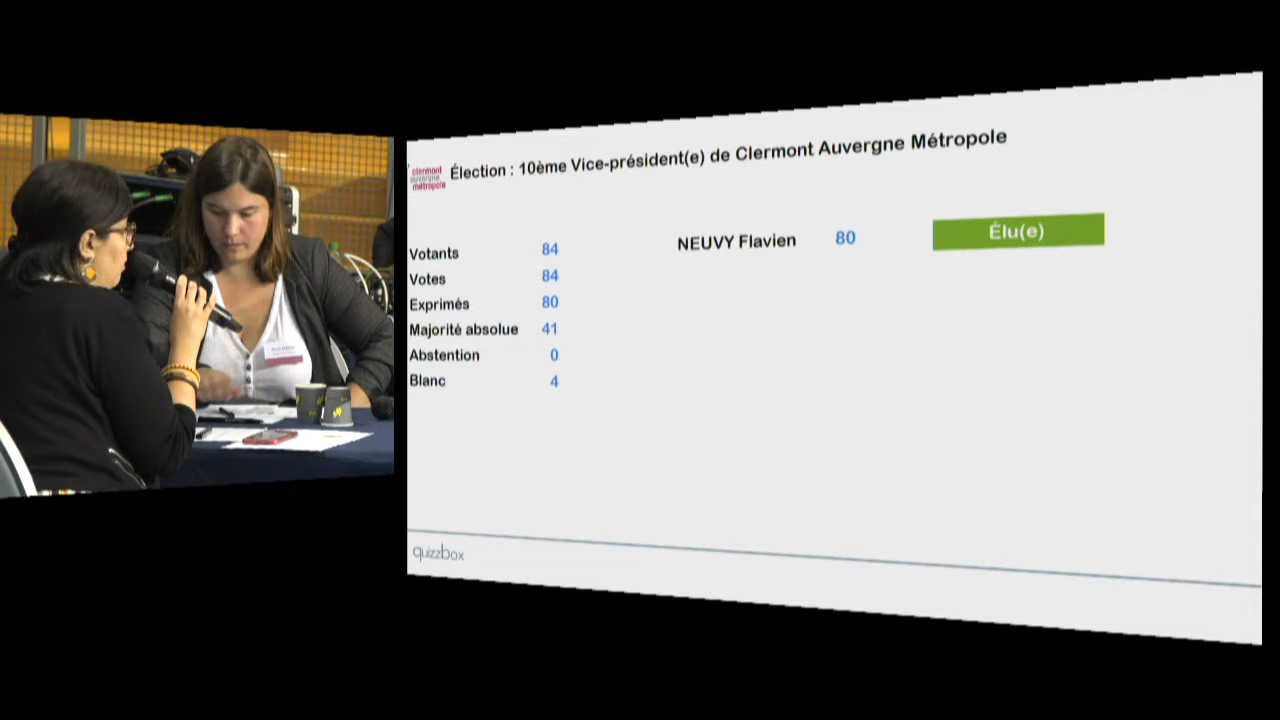 clermont
auvergne
métropole
Élection : 10ème Vice-président(e) de Clermont Auvergne Métropole
Votants 84
Votes 84
Exprimés 80
Majorité absolue 41
Abstention 0
Blanc 4
NEUVY Flavien 80 Élu(e)
quizzbox